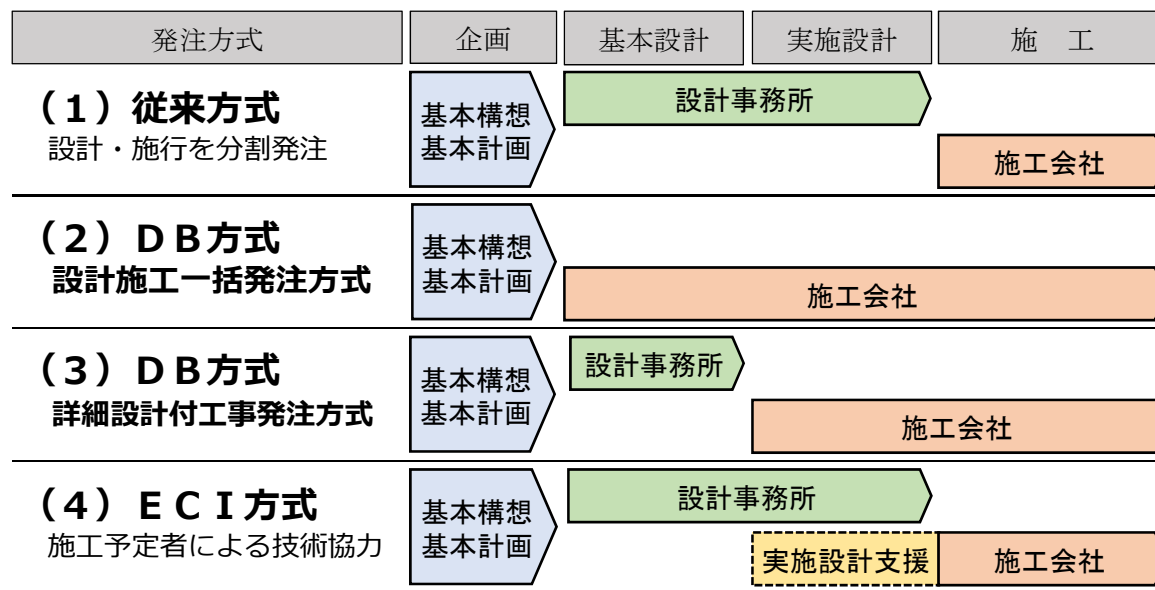 発注方式 企画 基本設計 実施設計 施 工
(1)従来方式
設計・施行を分割発注
基本構想
基本計画
設計事務所
施工会社
(2)DB方式
設計施工一括発注方式
基本構想
基本計画
施工会社
(3)DB方式
詳細設計付工事発注方式
基本構想
基本計画
設計事務所
施工会社
(4)ECI方式
施工予定者による技術協力
基本構想
基本計画
設計事務所
実施設計支援
施工会社